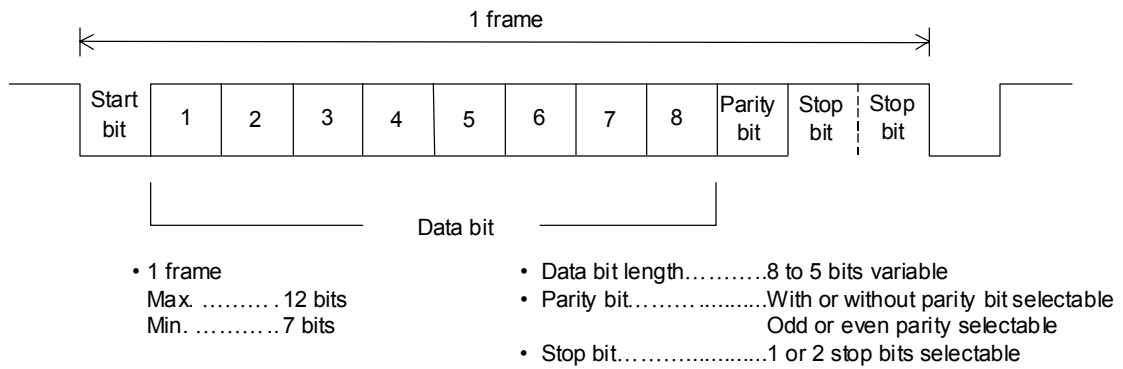 1 frame
Start bit 1 2 3 4 5 6 7 8 Parity bit Stop bit Stop bit
Data bit
• 1 frame
Max. ......... 12 bits
Min. .......... 7 bits
• Data bit length...........8 to 5 bits variable
• Parity bit....................With or without parity bit selectable
Odd or even parity selectable
• Stop bit.....................1 or 2 stop bits selectable